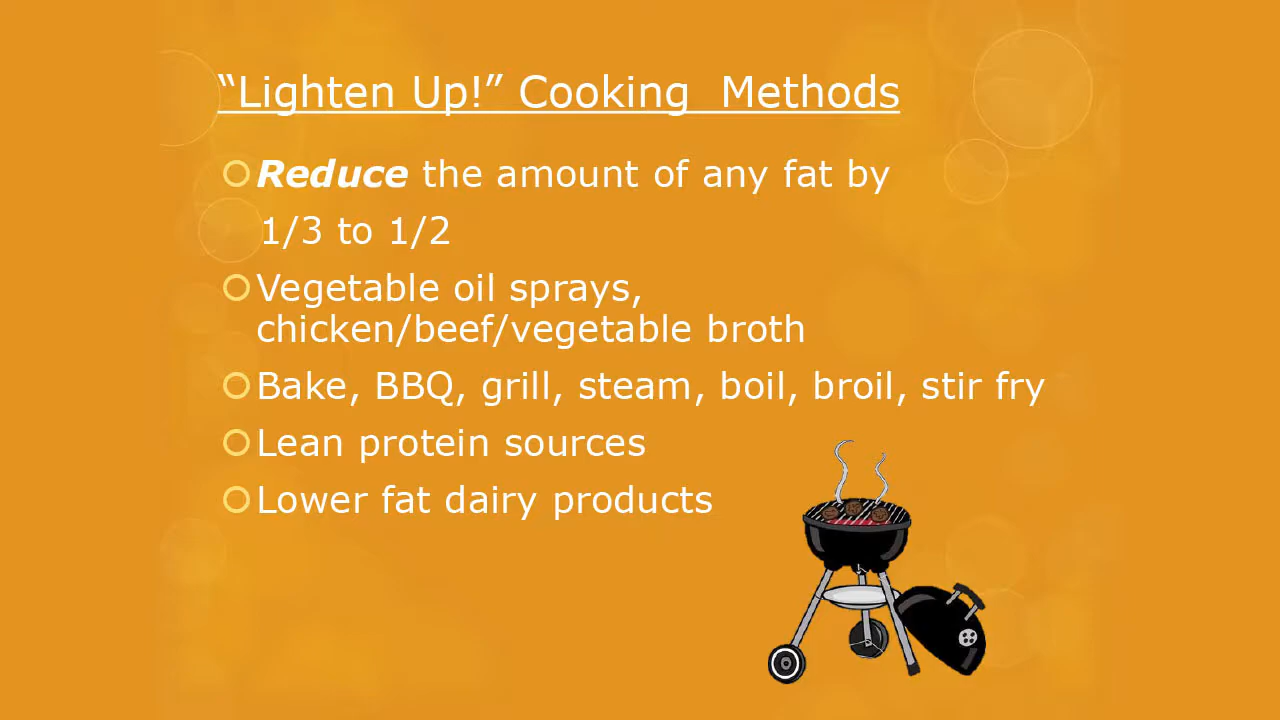 “Lighten Up!” Cooking  Methods
Reduce the amount of any fat by
1/3 to 1/2
Vegetable oil sprays,
chicken/beef/vegetable broth
Bake, BBQ, grill, steam, boil, broil, stir fry
Lean protein sources
Lower fat dairy products